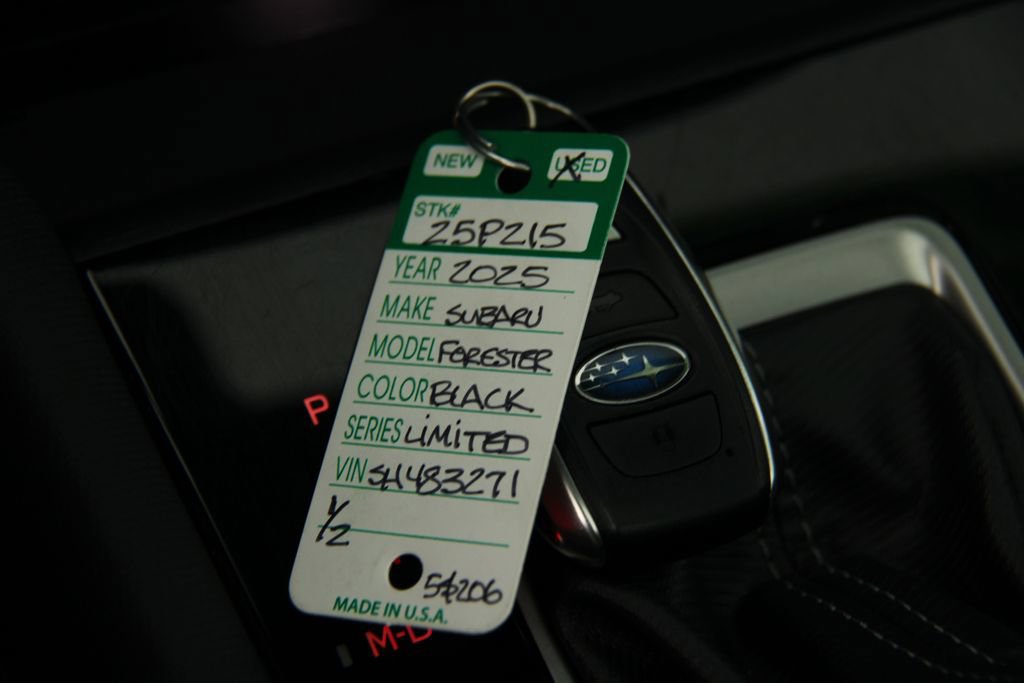 NEW USED
STK# 25P215
YEAR 2025
MAKE SUBARU
MODEL FORESTER
COLOR BLACK
SERIES LIMITED
VIN SH483271
1/2
MADE IN U.S.A.
P